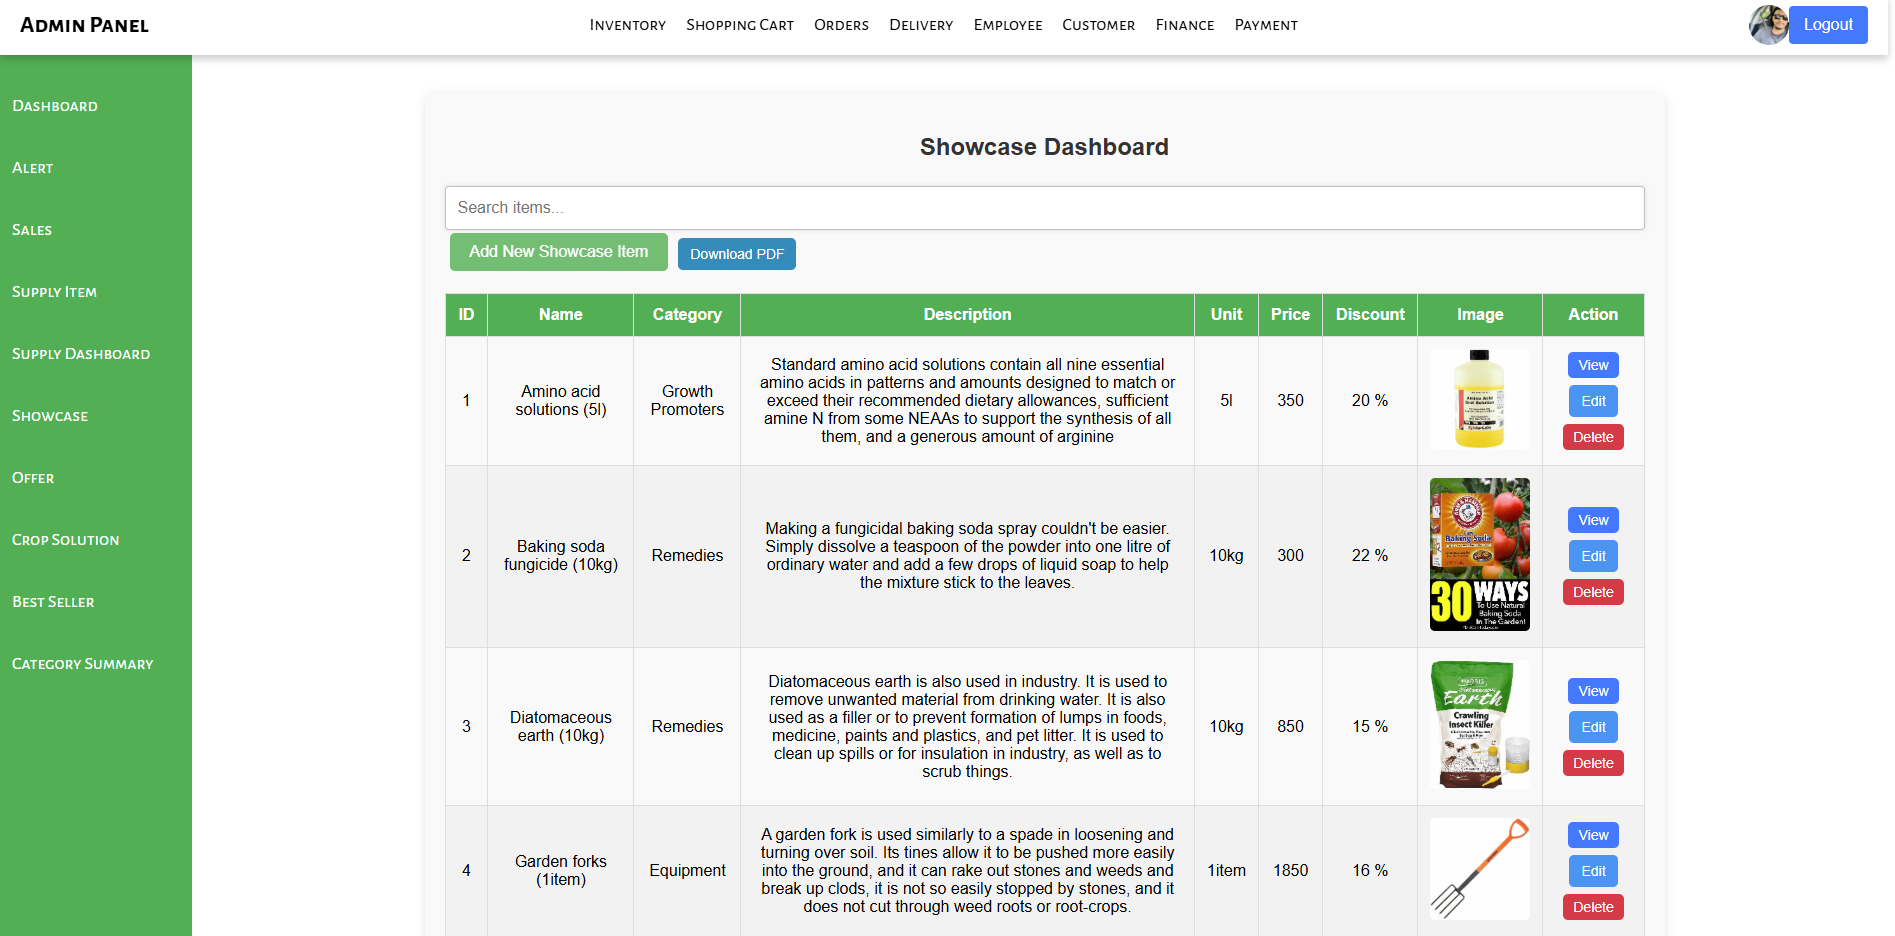 Admin Panel
Inventory Shopping Cart Orders Delivery Employee Customer Finance Payment
Logout
Dashboard
Alert
Sales
Supply Item
Supply Dashboard
Showcase
Offer
Crop Solution
Best Seller
Category Summary
Showcase Dashboard
Search items...
Add New Showcase Item
Download PDF
ID Name Category Description Unit Price Discount Image Action
1
Amino acid
solutions (5l)
Growth
Promoters
Standard amino acid solutions contain all nine essential
amino acids in patterns and amounts designed to match or
exceed their recommended dietary allowances, sufficient
amine N from some NEAAs to support the synthesis of all
them, and a generous amount of arginine
5l
350
20 %
Amino Acid
Oral Solution
View
Edit
Delete
2
Baking soda
fungicide (10kg)
Remedies
Making a fungicidal baking soda spray couldn't be easier.
Simply dissolve a teaspoon of the powder into one litre of
ordinary water and add a few drops of liquid soap to help
the mixture stick to the leaves.
10kg
300
22 %
Baking Soda
30 WAYS
To Use Natural
Baking Soda
In The Garden!
View
Edit
Delete
3
Diatomaceous
earth (10kg)
Remedies
Diatomaceous earth is also used in industry. It is used to
remove unwanted material from drinking water. It is also
used as a filler or to prevent formation of lumps in foods,
medicine, paints and plastics, and pet litter. It is used to
clean up spills or for insulation in industry, as well as to
scrub things.
10kg
850
15 %
Diatomaceous
Earth
Crawling
Insect Killer
View
Edit
Delete
4
Garden forks
(1item)
Equipment
A garden fork is used similarly to a spade in loosening and
turning over soil. Its tines allow it to be pushed more easily
into the ground, and it can rake out stones and weeds and
break up clods, it is not so easily stopped by stones, and it
does not cut through weed roots or root-crops.
1item
1850
16 %
View
Edit
Delete